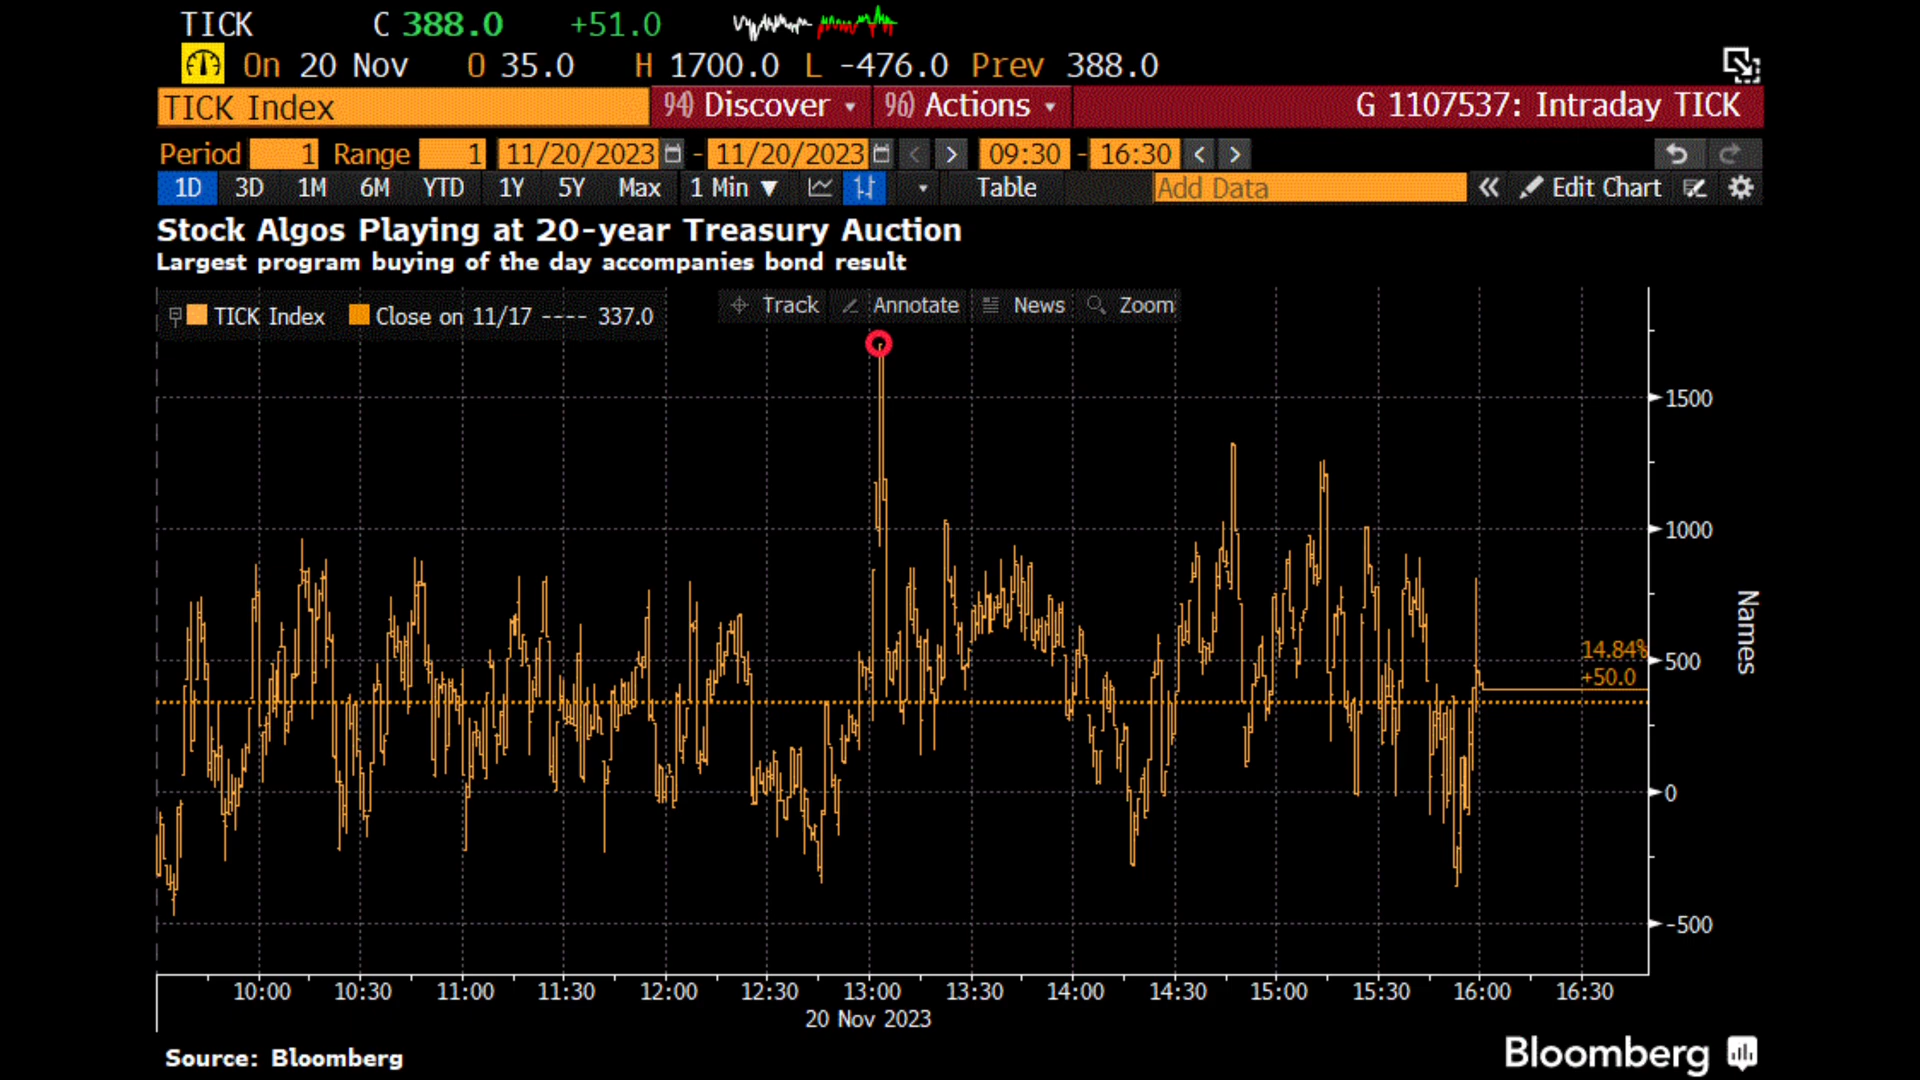 TICK C 388.0 +51.0
On 20 Nov O 35.0 H 1700.0 L -476.0 Prev 388.0
TICK Index 94) Discover 96) Actions G 1107537: Intraday TICK
Period 1 Range 1 11/20/2023 - 11/20/2023 09:30 - 16:30
1D 3D 1M 6M YTD 1Y 5Y Max 1 Min Table Add Data Edit Chart
Stock Algos Playing at 20-year Treasury Auction
Largest program buying of the day accompanies bond result
TICK Index Close on 11/17 ---- 337.0 Track Annotate News Zoom
1500
1000
500
0
-500
Names
14.84%
+50.0
10:00 10:30 11:00 11:30 12:00 12:30 13:00 13:30 14:00 14:30 15:00 15:30 16:00 16:30
20 Nov 2023
Source: Bloomberg
Bloomberg